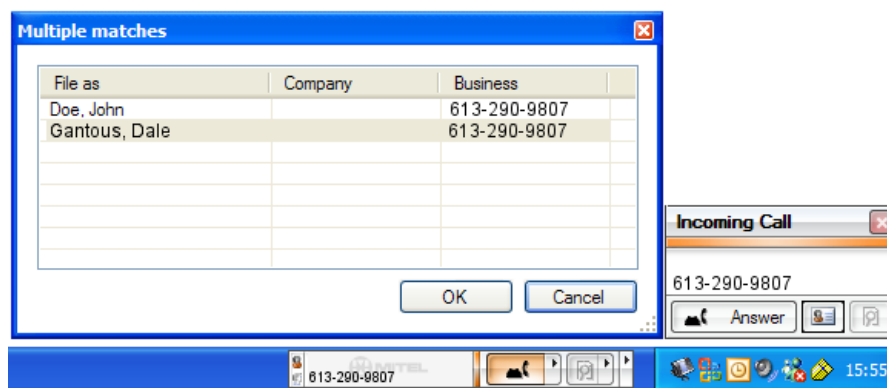 Multiple matches
File as Company Business
Doe, John 613-290-9807
Gantous, Dale 613-290-9807
OK Cancel
Incoming Call
613-290-9807
Answer
MITEL
613-290-9807
15:55